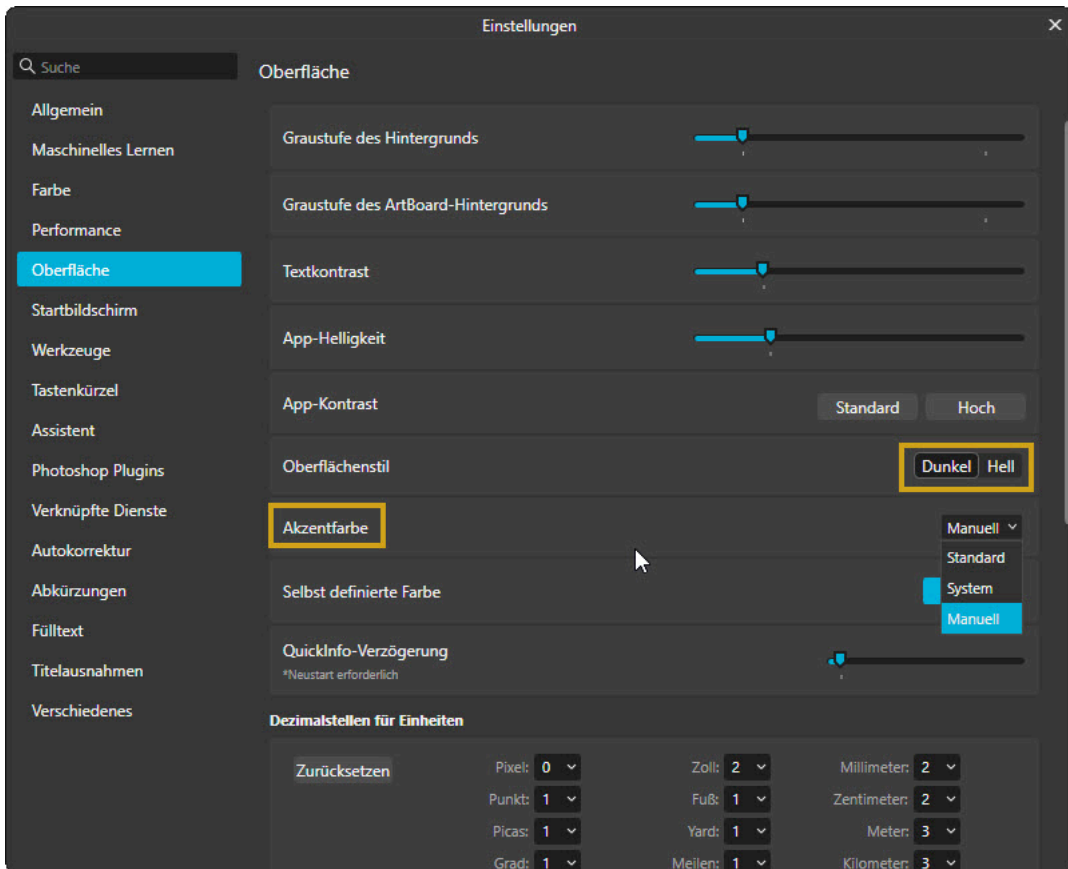 Einstellungen
Suche
Allgemein
Maschinelles Lernen
Farbe
Performance
Oberfläche
Startbildschirm
Werkzeuge
Tastenkürzel
Assistent
Photoshop Plugins
Verknüpfte Dienste
Autokorrektur
Abkürzungen
Fülltext
Titelausnahmen
Verschiedenes
Oberfläche
Graustufe des Hintergrunds
Graustufe des ArtBoard-Hintergrunds
Textkontrast
App-Helligkeit
App-Kontrast Standard Hoch
Oberflächenstil Dunkel Hell
Akzentfarbe Manuell
Standard
System
Manuell
Selbst definierte Farbe
QuickInfo-Verzögerung
*Neustart erforderlich
Dezimalstellen für Einheiten
Zurücksetzen Pixel: 0 Zoll: 2 Millimeter: 2
Punkt: 1 Fuß: 1 Zentimeter: 2
Picas: 1 Yard: 1 Meter: 3
Grad: 1 Meilen: 1 Kilometer: 3